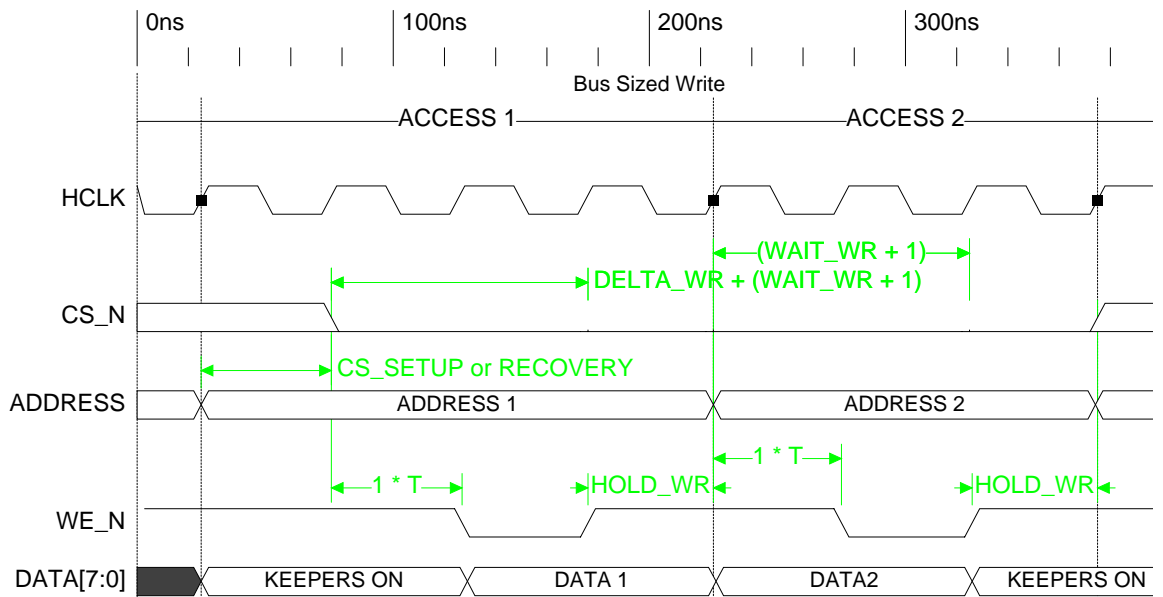 0ns 100ns 200ns 300ns
Bus Sized Write
ACCESS 1 ACCESS 2
HCLK
(WAIT_WR + 1)
DELTA_WR + (WAIT_WR + 1)
CS_N
CS_SETUP or RECOVERY
ADDRESS ADDRESS 1 ADDRESS 2
1 * T
1 * T HOLD_WR HOLD_WR
WE_N
DATA[7:0] KEEPERS ON DATA 1 DATA2 KEEPERS ON